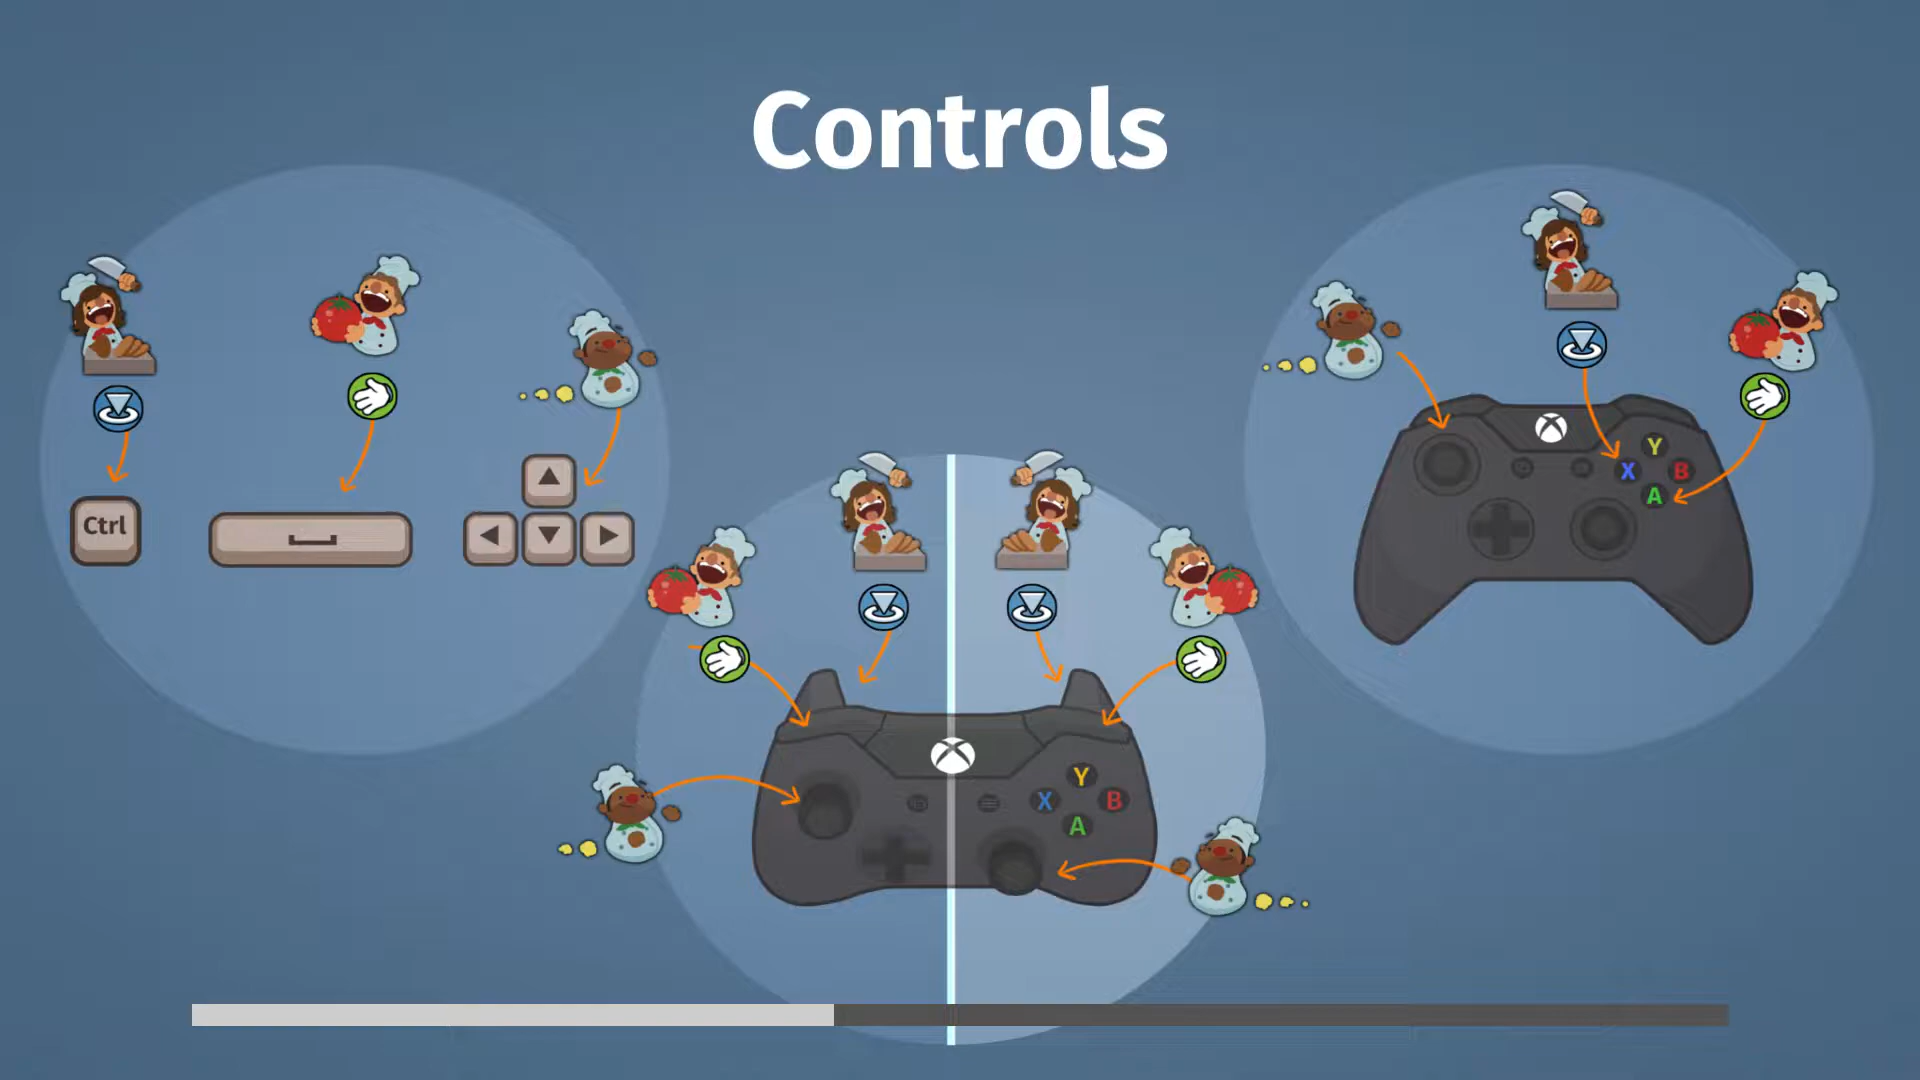 Controls
Ctrl
Y
X B
A
Y
X B
A